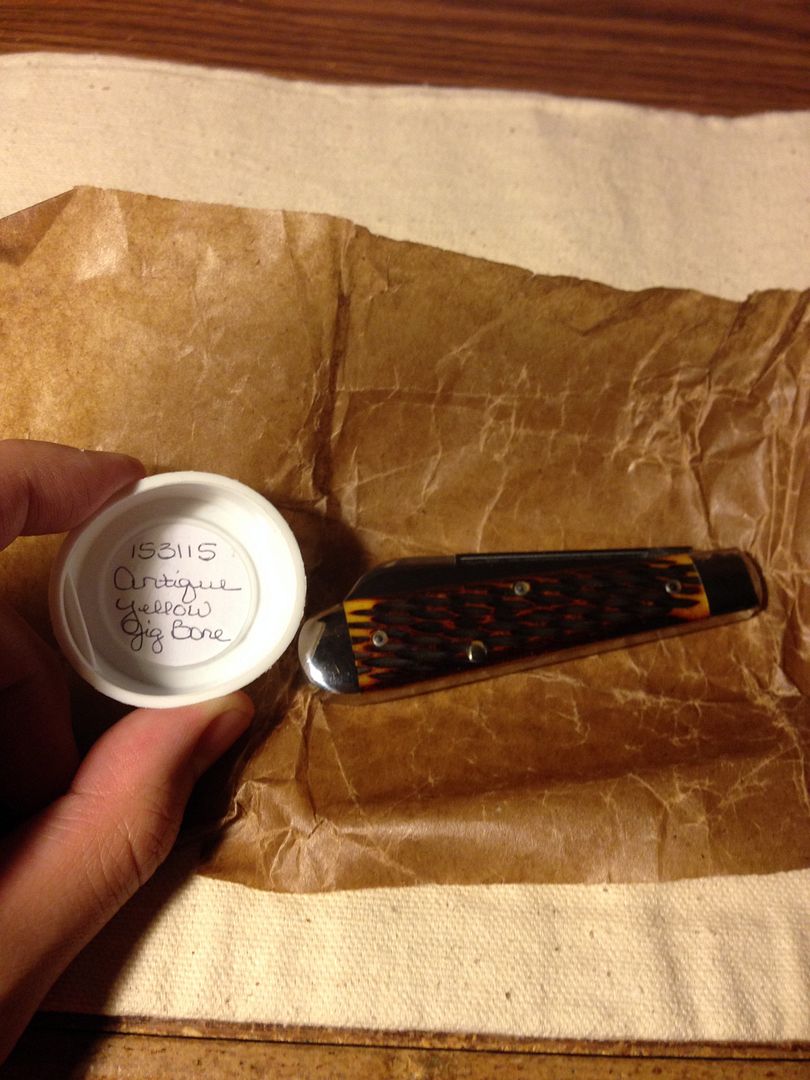 153115
Antique
Yellow
Jig Bone